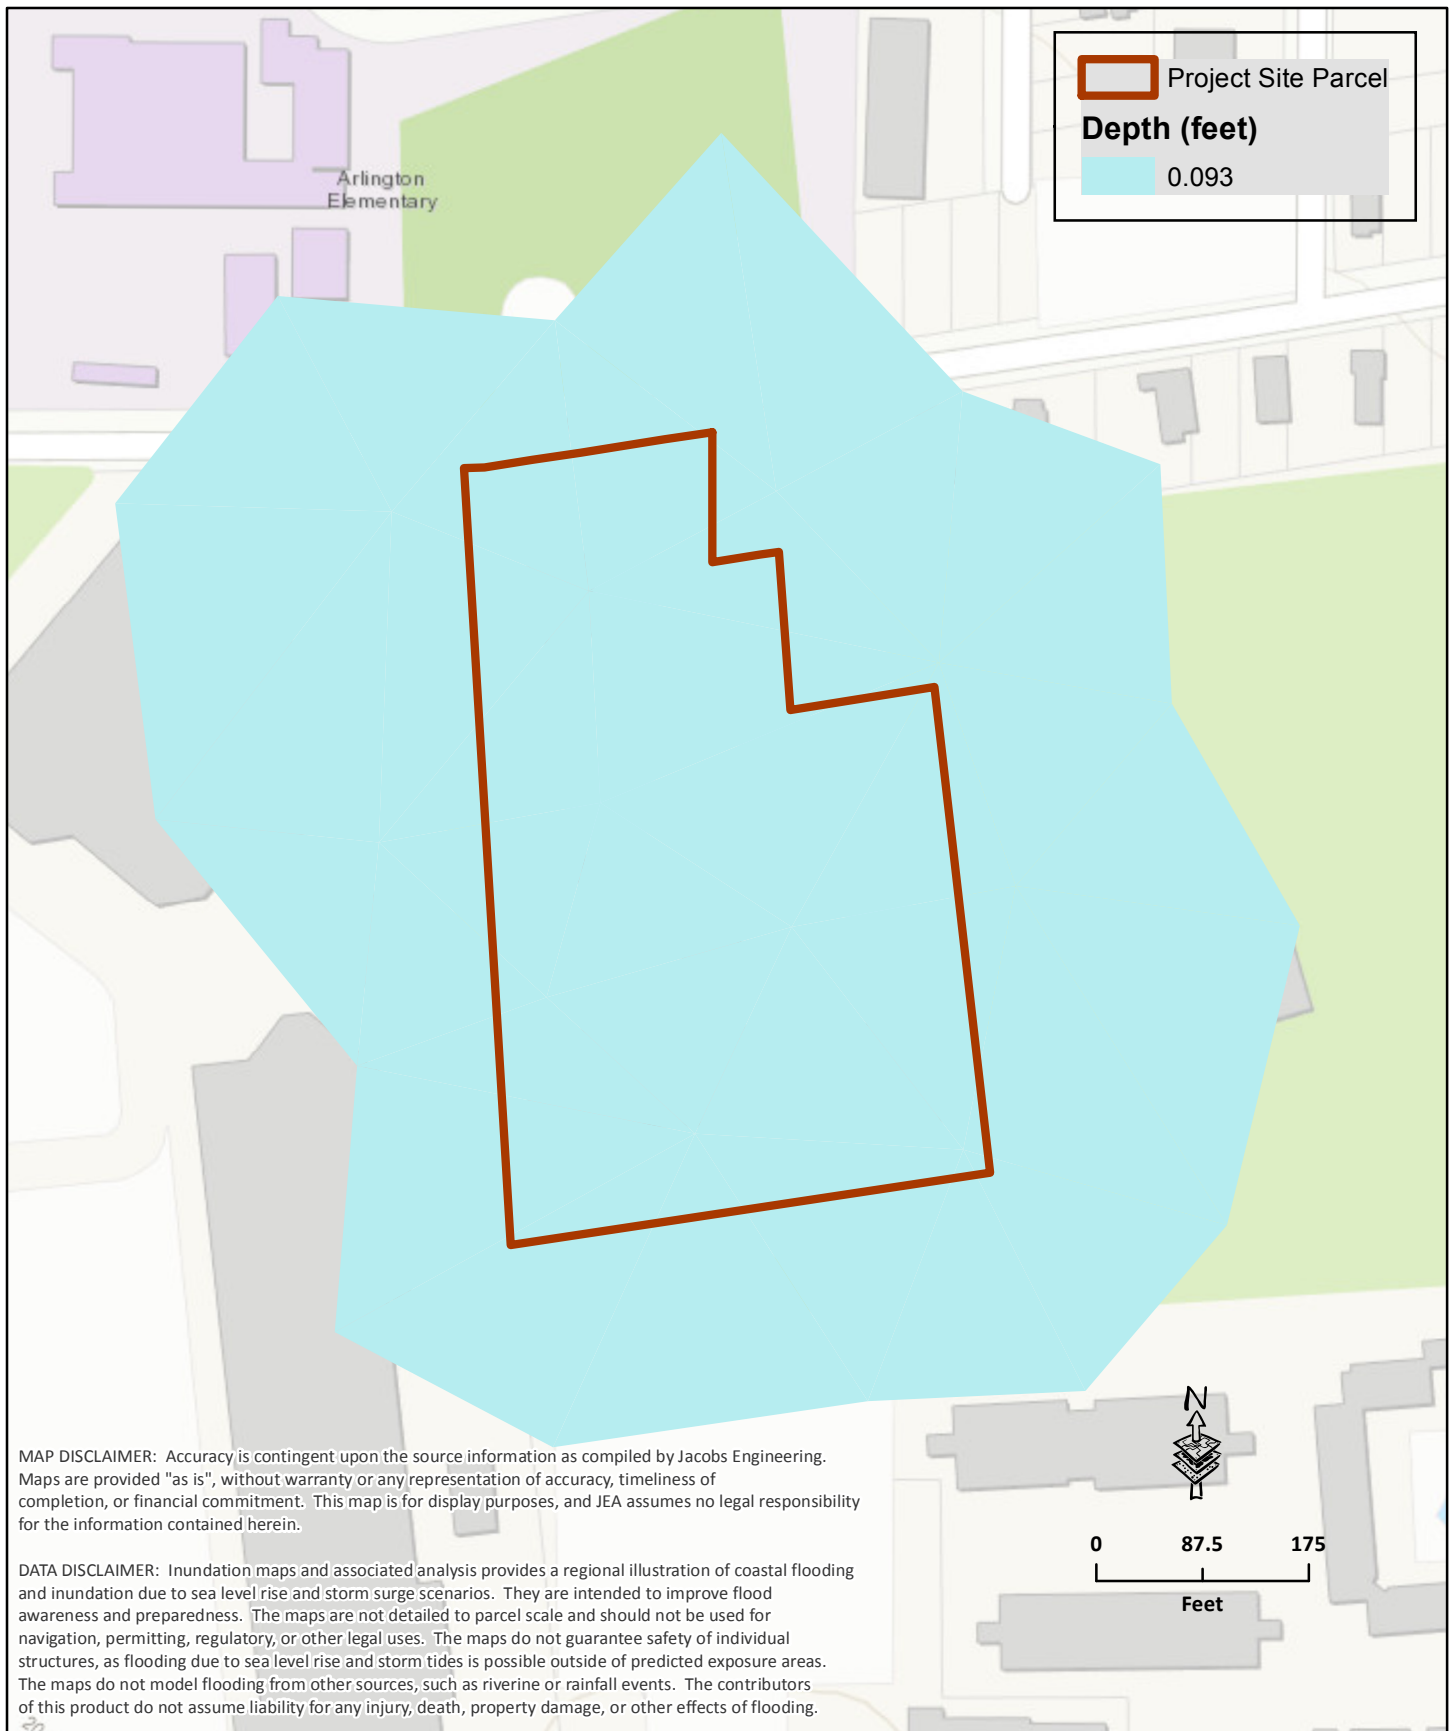 Project Site Parcel
Depth (feet)
0.093
Arlington
Elementary
N
0 87.5 175
Feet
MAP DISCLAIMER: Accuracy is contingent upon the source information as compiled by Jacobs Engineering.
Maps are provided "as is", without warranty or any representation of accuracy, timeliness of
completion, or financial commitment. This map is for display purposes, and JEA assumes no legal responsibility
for the information contained herein.
DATA DISCLAIMER: Inundation maps and associated analysis provides a regional illustration of coastal flooding
and inundation due to sea level rise and storm surge scenarios. They are intended to improve flood
awareness and preparedness. The maps are not detailed to parcel scale and should not be used for
navigation, permitting, regulatory, or other legal uses. The maps do not guarantee safety of individual
structures, as flooding due to sea level rise and storm tides is possible outside of predicted exposure areas.
The maps do not model flooding from other sources, such as riverine or rainfall events. The contributors
of this product do not assume liability for any injury, death, property damage, or other effects of flooding.
20